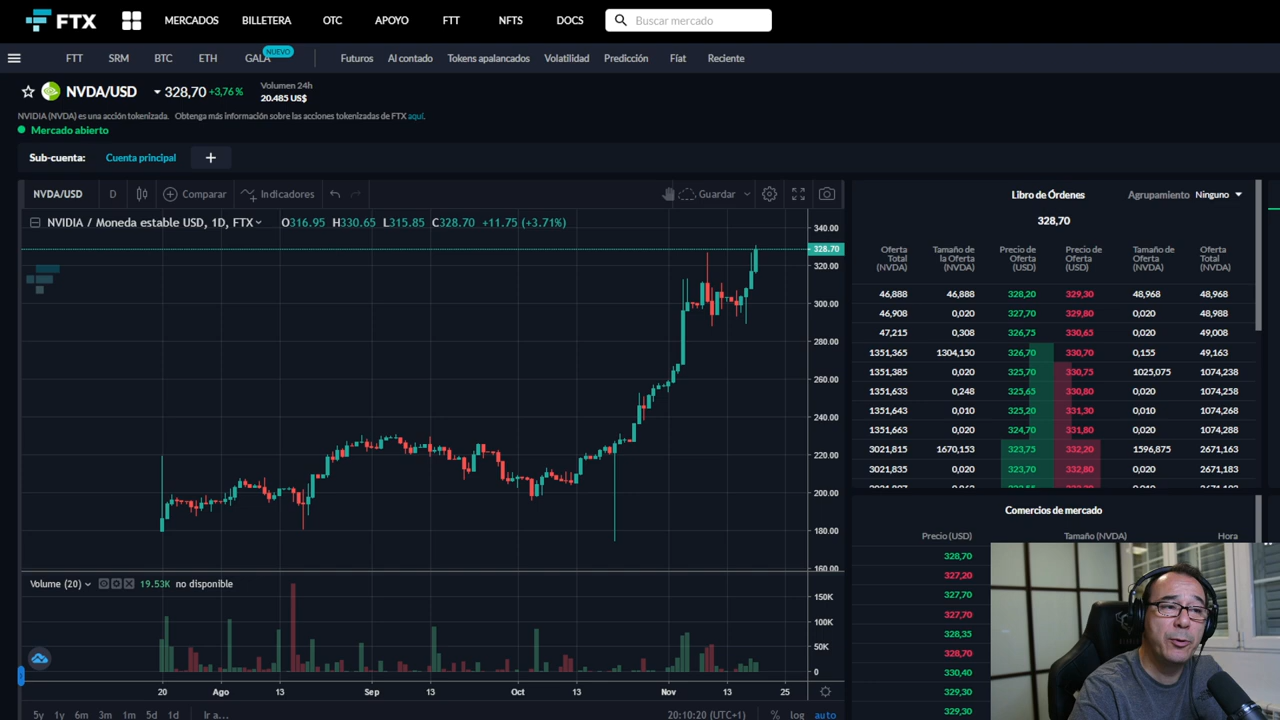 FTX MERCADOS BILLETERA OTC APOYO FTT NFTS DOCS Buscar mercado
FTT SRM BTC ETH GALA NUEVO Futuros Al contado Tokens apalancados Volatilidad Predicción Fíat Reciente
NVDA/USD 328,70 +3,76 % Volumen 24h
20.485 US$
NVIDIA (NVDA) es una acción tokenizada. Obtenga más información sobre las acciones tokenizadas de FTX aquí.
Mercado abierto
Sub-cuenta: Cuenta principal +
NVDA/USD D Comparar Indicadores Guardar
NVIDIA / Moneda estable USD, 1D, FTX O316.95 H330.65 L315.85 C328.70 +11.75 (+3.71%)
340.00
328.70
320.00
300.00
280.00
260.00
240.00
220.00
200.00
180.00
160.00
Volume (20) 19.53K no disponible
150K
100K
50K
0
20 Ago 13 Sep 13 Oct 13 Nov 13 25
5y 1y 6m 3m 1m 5d 1d Ir a... 20:10:20 (UTC+1) % log auto
Libro de Órdenes Agrupamiento Ninguno
328,70
Oferta Total (NVDA) Tamaño de la Oferta (NVDA) Precio de Oferta (USD) Precio de Oferta (USD) Tamaño de Oferta (NVDA) Oferta Total (NVDA)
46,888 46,888 328,20 329,30 48,968 48,968
46,908 0,020 327,70 329,80 0,020 48,988
47,215 0,308 326,75 330,65 0,020 49,008
1351,365 1304,150 326,70 330,70 0,155 49,163
1351,385 0,020 325,70 330,75 1025,075 1074,238
1351,633 0,248 325,65 330,80 0,020 1074,258
1351,643 0,010 325,20 331,30 0,010 1074,268
1351,663 0,020 324,70 331,80 0,020 1074,288
3021,815 1670,153 323,75 332,20 1596,875 2671,163
3021,835 0,020 323,70 332,80 0,020 2671,183
Comercios de mercado
Precio (USD) Tamaño (NVDA) Hora
328,70
327,20
327,70
327,70
328,35
328,70
330,40
329,30
329,30